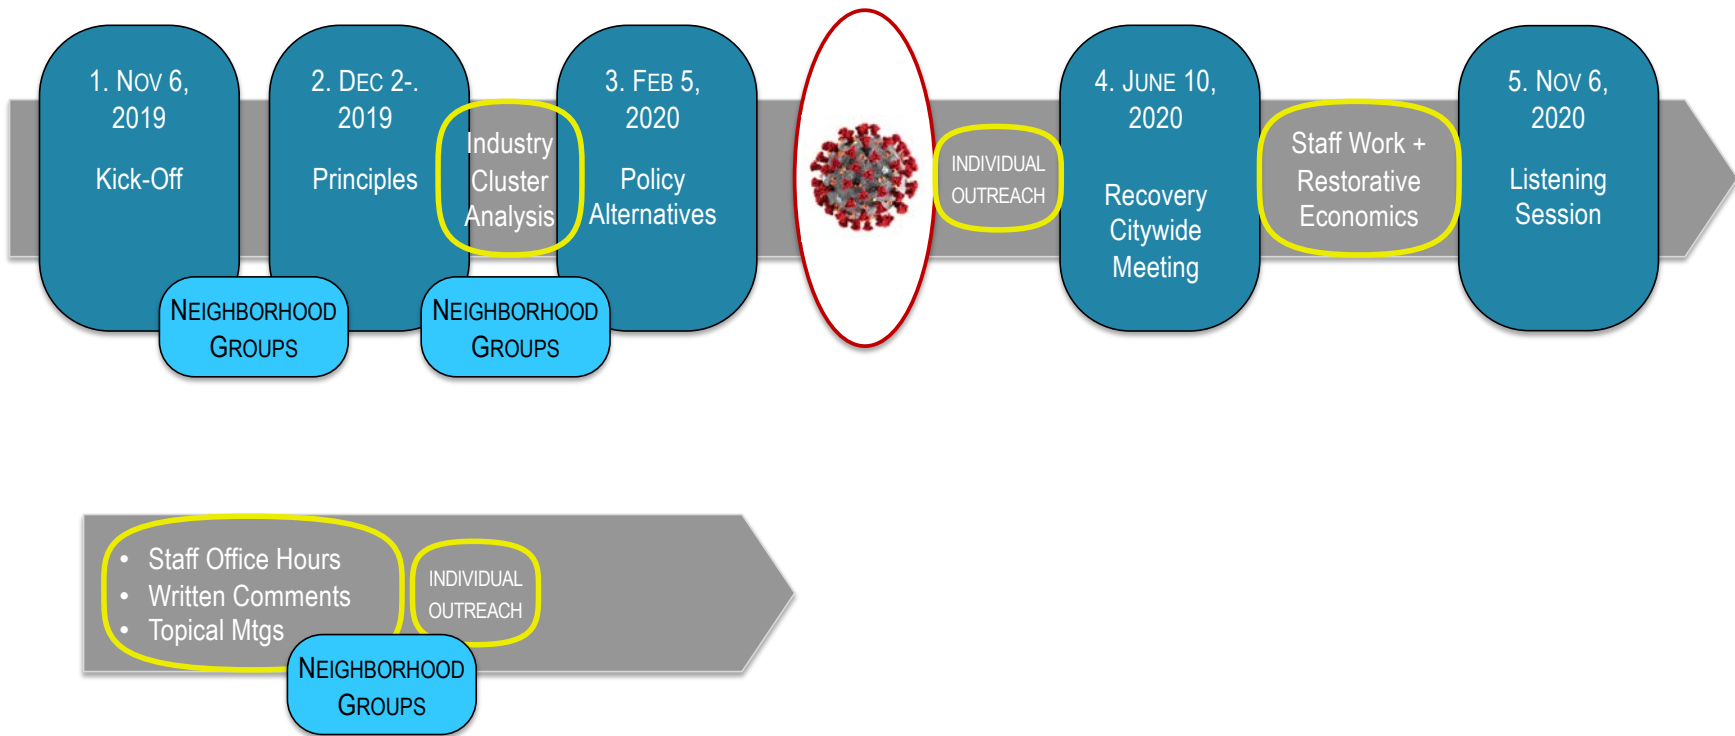 1. NOV 6,
2019
Kick-Off
2. DEC 2-.
2019
Principles
Industry
Cluster
Analysis
3. FEB 5,
2020
Policy
Alternatives
NEIGHBORHOOD
GROUPS
NEIGHBORHOOD
GROUPS
INDIVIDUAL
OUTREACH
4. JUNE 10,
2020
Recovery
Citywide
Meeting
Staff Work +
Restorative
Economics
5. NOV 6,
2020
Listening
Session
• Staff Office Hours
• Written Comments
• Topical Mtgs
INDIVIDUAL
OUTREACH
NEIGHBORHOOD
GROUPS